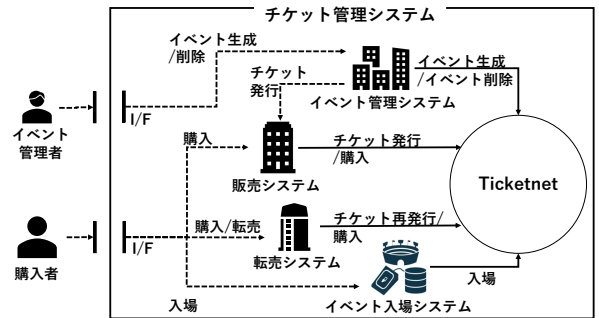 チケット管理システム
イベント生成
/削除
イベント生成
/イベント削除
チケット
発行
イベント管理システム
I/F
イベント
管理者
購入
チケット発行
/購入
販売システム
Ticketnet
購入/転売
チケット再発行/
購入
I/F
転売システム
購入者
入場
入場
イベント入場システム